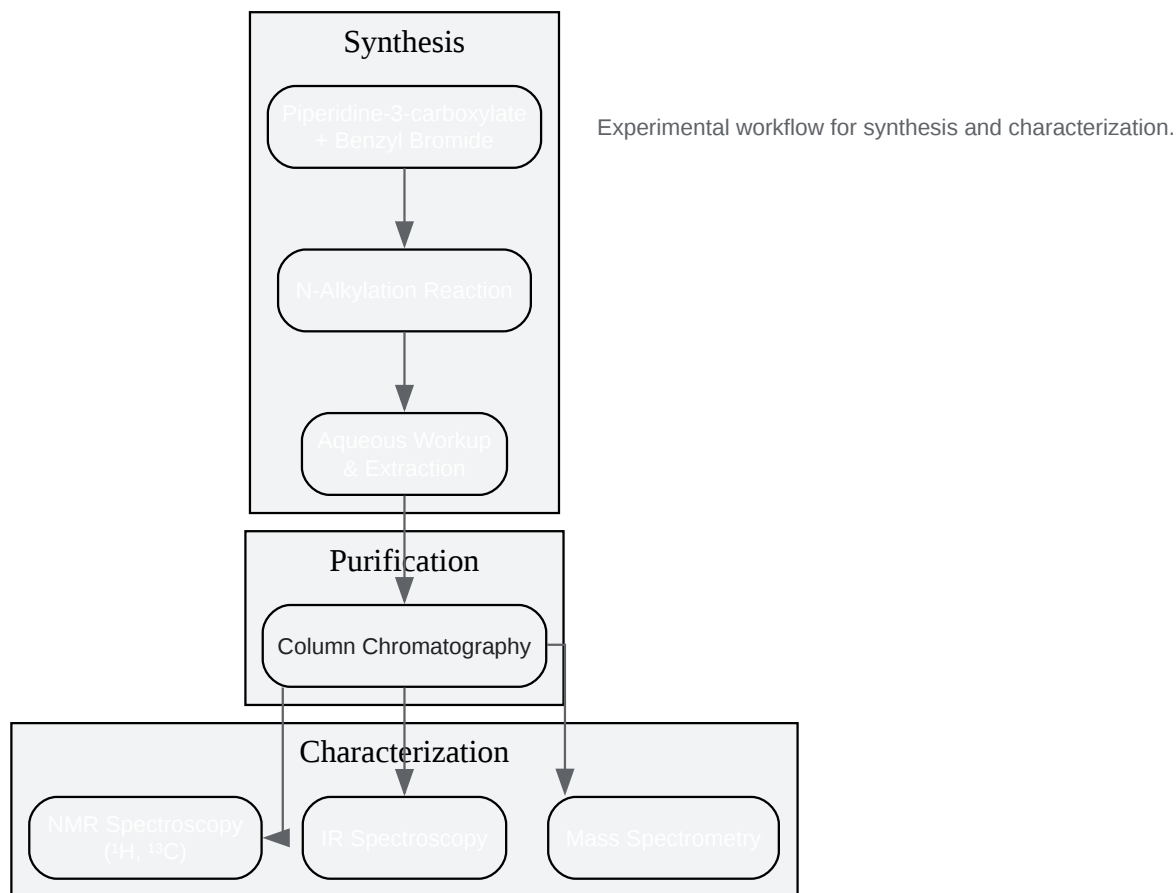 Synthesis
Piperidine-3-carboxylate
+ Benzyl Bromide
Experimental workflow for synthesis and characterization.
N-Alkylation Reaction
Aqueous Workup
& Extraction
Purification
Column Chromatography
Characterization
NMR Spectroscopy
(¹H, ¹³C)
IR Spectroscopy
Mass Spectrometry